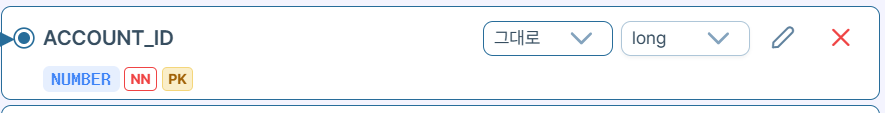 ACCOUNT_ID 그대로 long
NUMBER NN PK